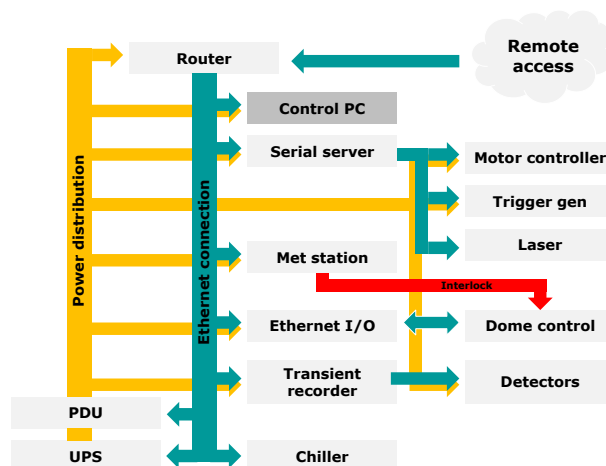 Remote
access
Router
Control PC
Serial server
Motor controller
Trigger gen
Laser
Met station
Interlock
Ethernet I/O
Dome control
Transient
recorder
Detectors
PDU
UPS
Chiller
Power distribution
Ethernet connection